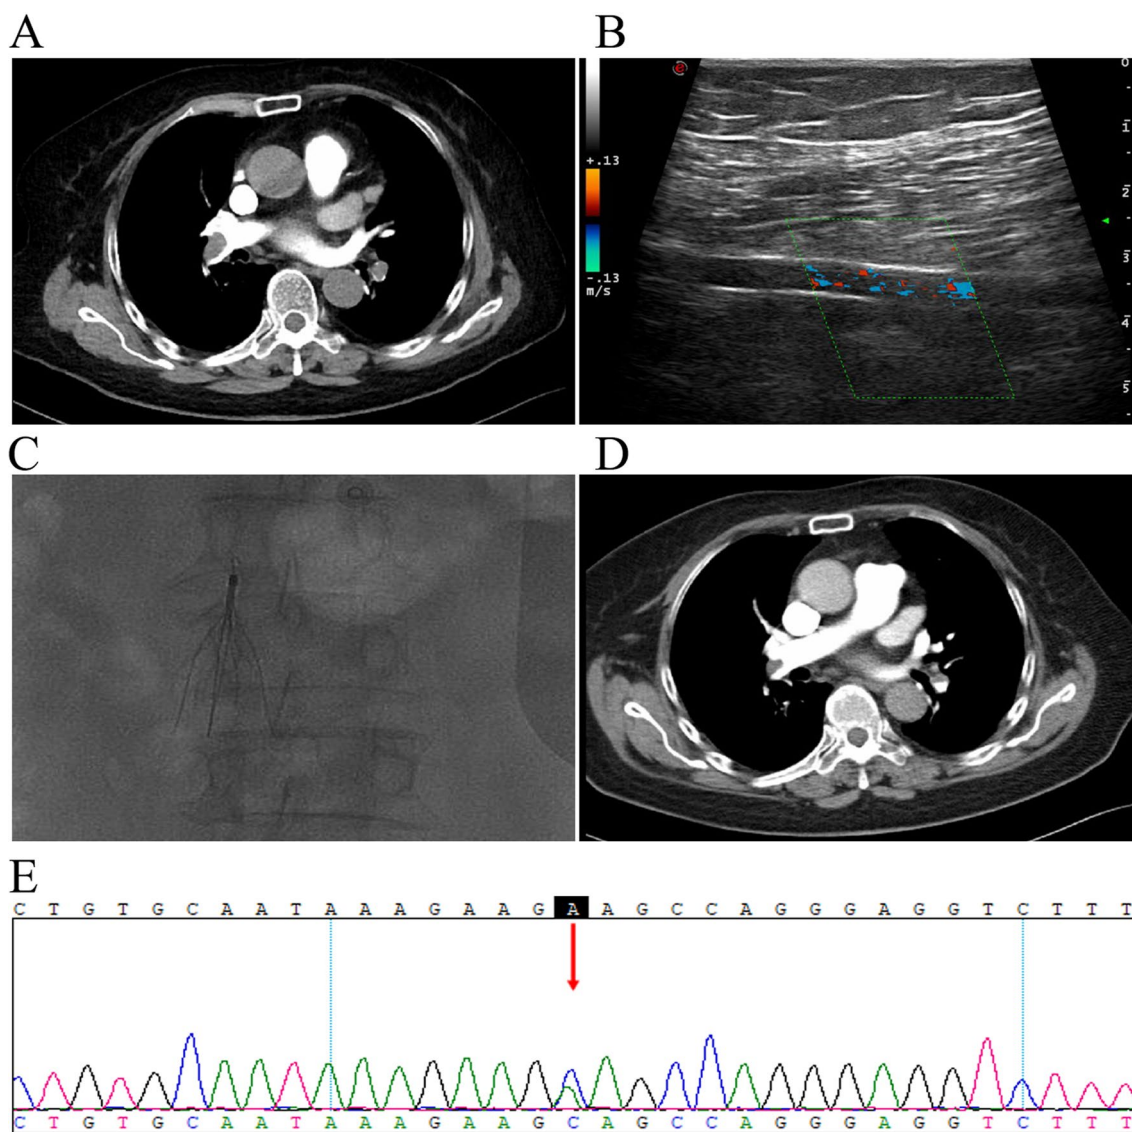 A
B
0
1
+.13
2
3
-.13
m/s
4
5
C
D
E
C T G T G C A A T A A A G A A G A A G C C A G G G A G G T C T T T
C T G T G C A A T A A A G A A G C A G C C A G G G A G G T C T T T